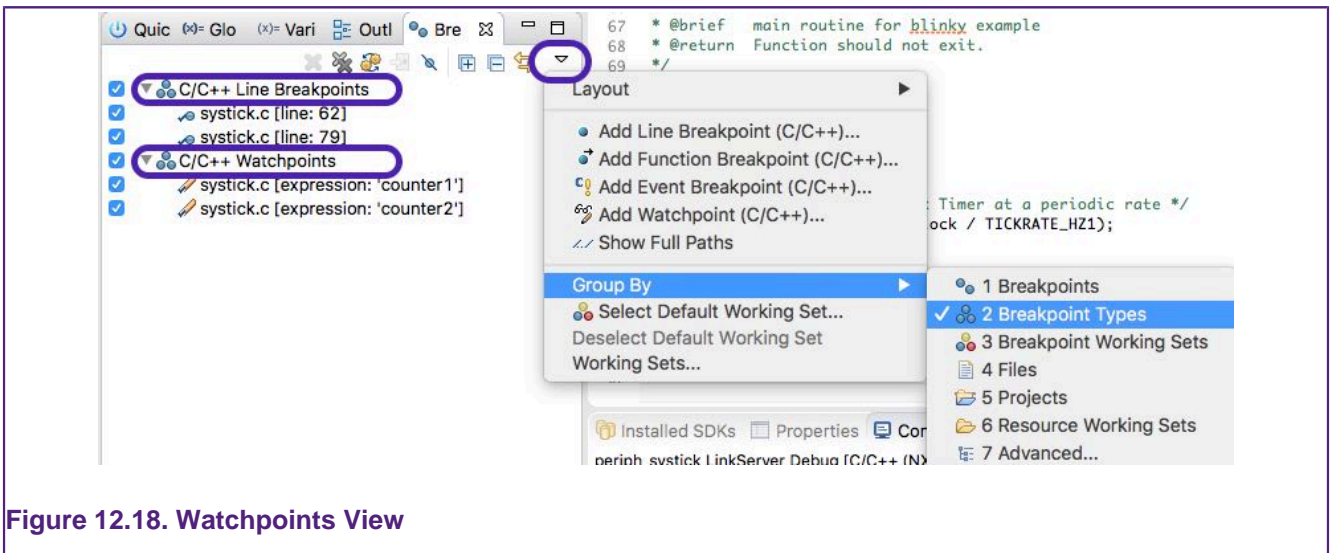 Quic (x)= Glo (x)= Vari Outl Bre
67 * @brief main routine for blinky example
68 * @return Function should not exit.
69 */
C/C++ Line Breakpoints
systick.c [line: 62]
systick.c [line: 79]
C/C++ Watchpoints
systick.c [expression: 'counter1']
systick.c [expression: 'counter2']
Layout
Add Line Breakpoint (C/C++)...
Add Function Breakpoint (C/C++)...
Add Event Breakpoint (C/C++)...
Add Watchpoint (C/C++)...
Show Full Paths
Group By
Select Default Working Set...
Deselect Default Working Set
Working Sets...
Timer at a periodic rate */
ock / TICKRATE_HZ1);
1 Breakpoints
2 Breakpoint Types
3 Breakpoint Working Sets
4 Files
5 Projects
6 Resource Working Sets
7 Advanced...
Installed SDKs Properties Con
periph_systick LinkServer Debug [C/C++ (NX
Figure 12.18. Watchpoints View